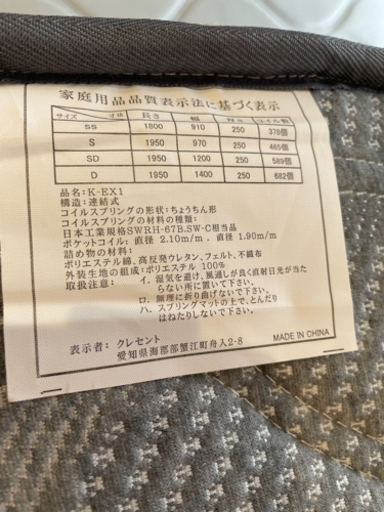 家庭用品品質表示法に基づく表示
サイズ 寸法 長さ 幅 厚さ コイル数
SS 1800 910 250 378個
S 1950 970 250 465個
SD 1950 1200 250 589個
D 1950 1400 250 682個
品名:K-EX1
構造:連結式
コイルスプリングの形状:ちょうちん形
コイルスプリングの材料の種類:
日本工業規格SWRH-67B.SW-C相当品
ポケットコイル:直径 2.10m/m. 直径 1.90m/m
詰め物の材料:
ポリエステル綿、高反発ウレタン、フェルト、不織布
外装生地の組成:ポリエステル 100%
取扱注意: イ. 湿気を避け、風通しが良く直射日光が当た
らない所に置いて下さい。
ロ. 無理に折り曲げないで下さい。
ハ. スプリングマットの上で、とんだり
はねたりしないで下さい。
表示者:クレセント
愛知県海部郡蟹江町舟入2-8
MADE IN CHINA